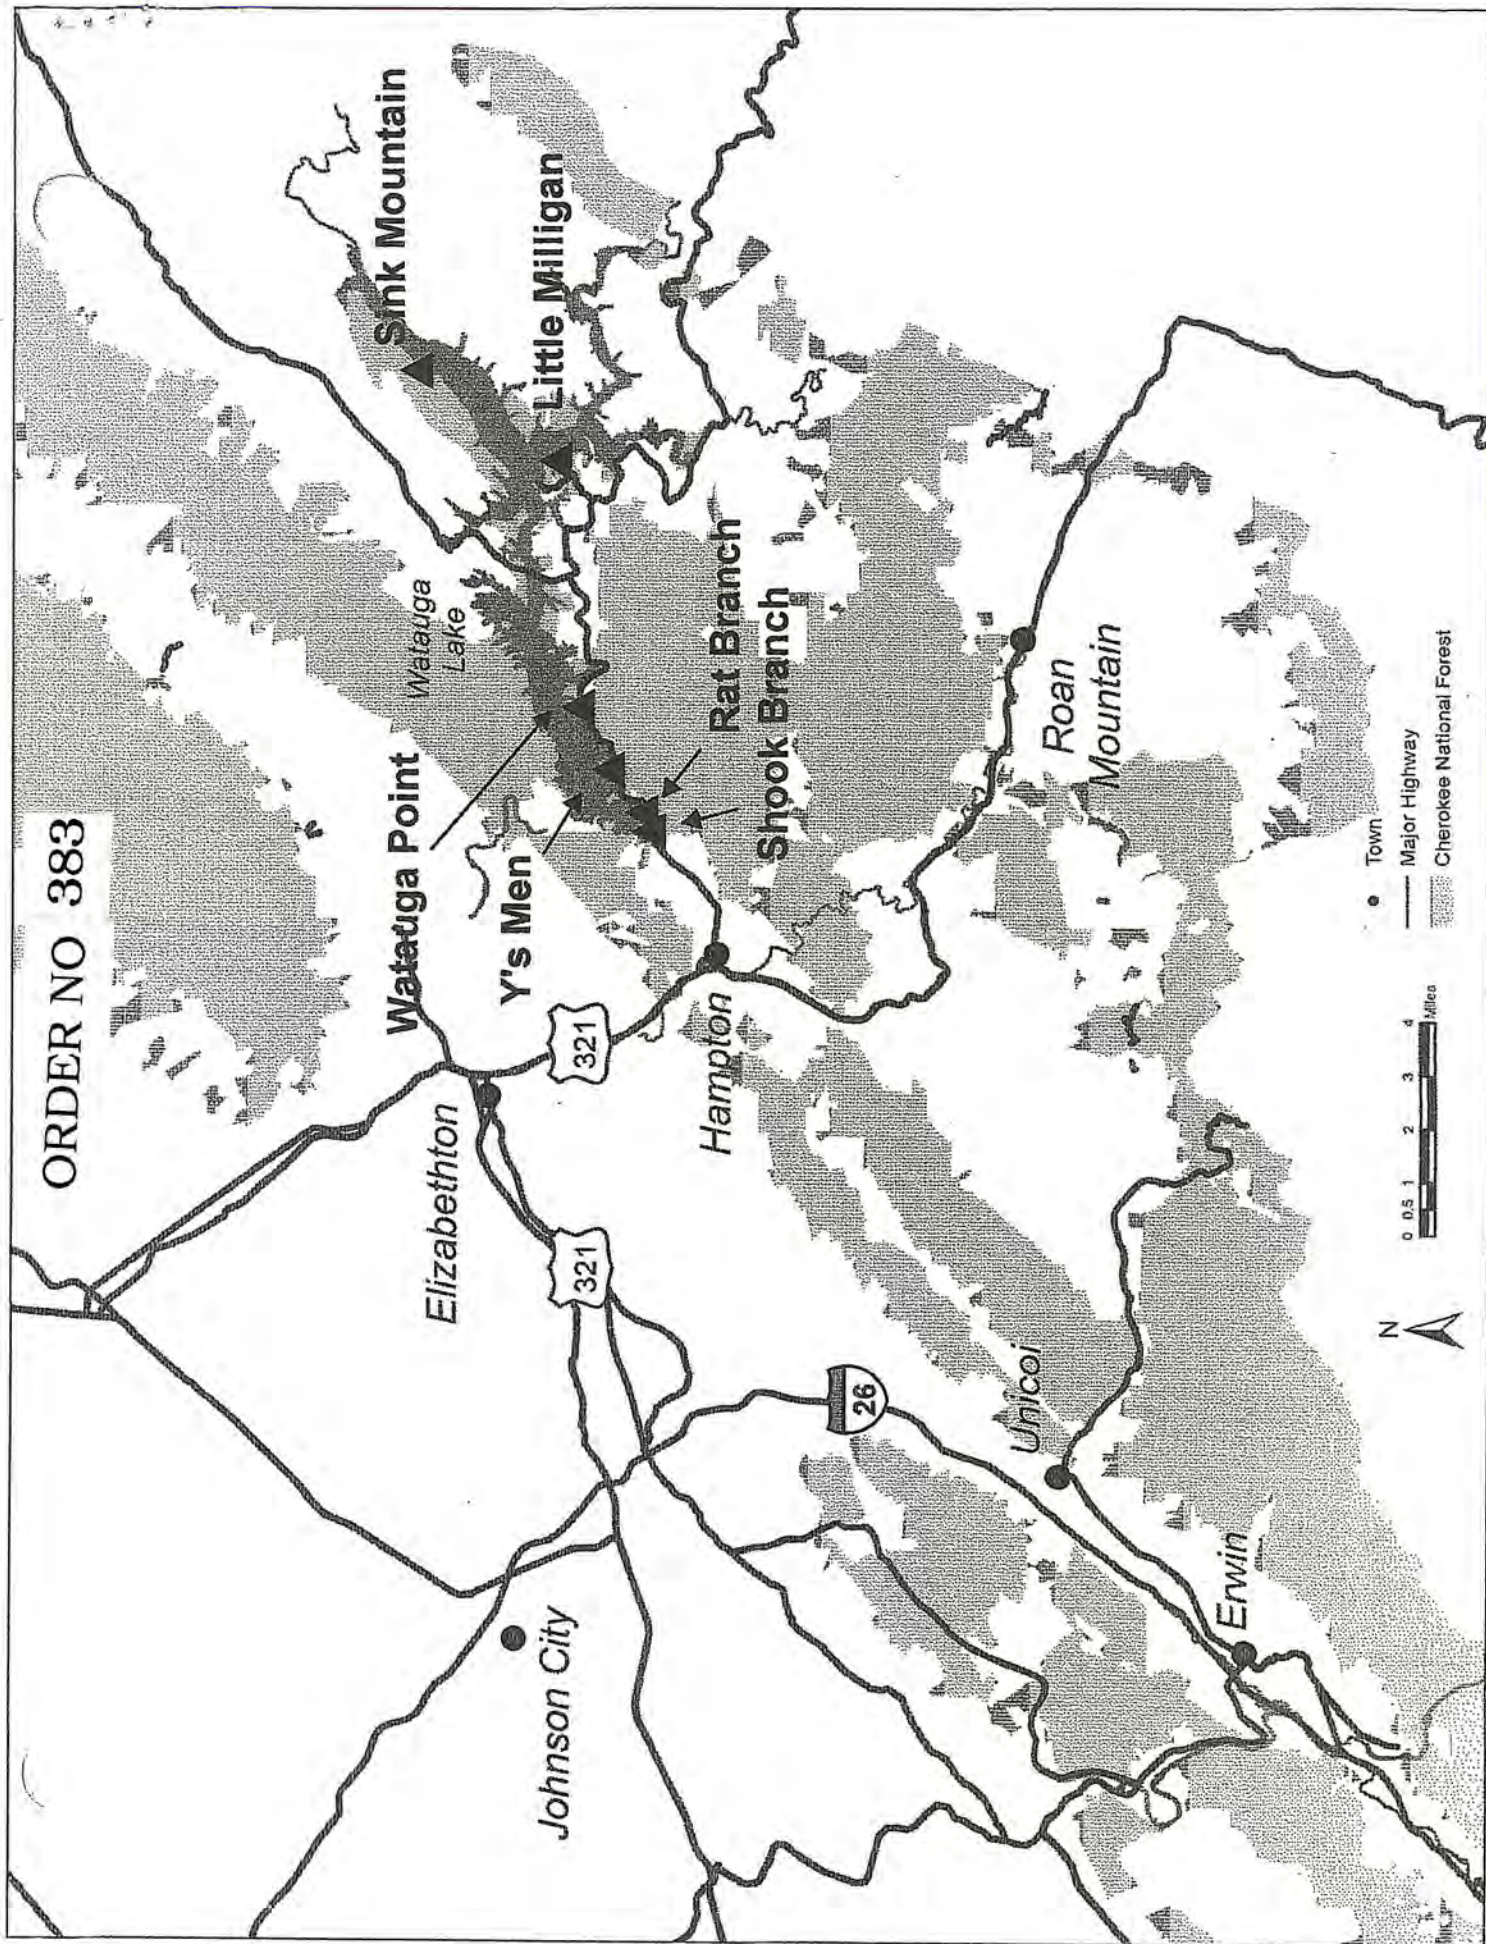 ORDER NO 383
Sink Mountain
Little Milligan
Watauga
Lake
Watauga Point
Y's Men
Rat Branch
Shook Branch
321
Elizabethton
Hampton
Roan
Mountain
321
Johnson City
26
Unicoi
Erwin
N
0 0.5 1 2 3 4
Miles
Town
Major Highway
Cherokee National Forest